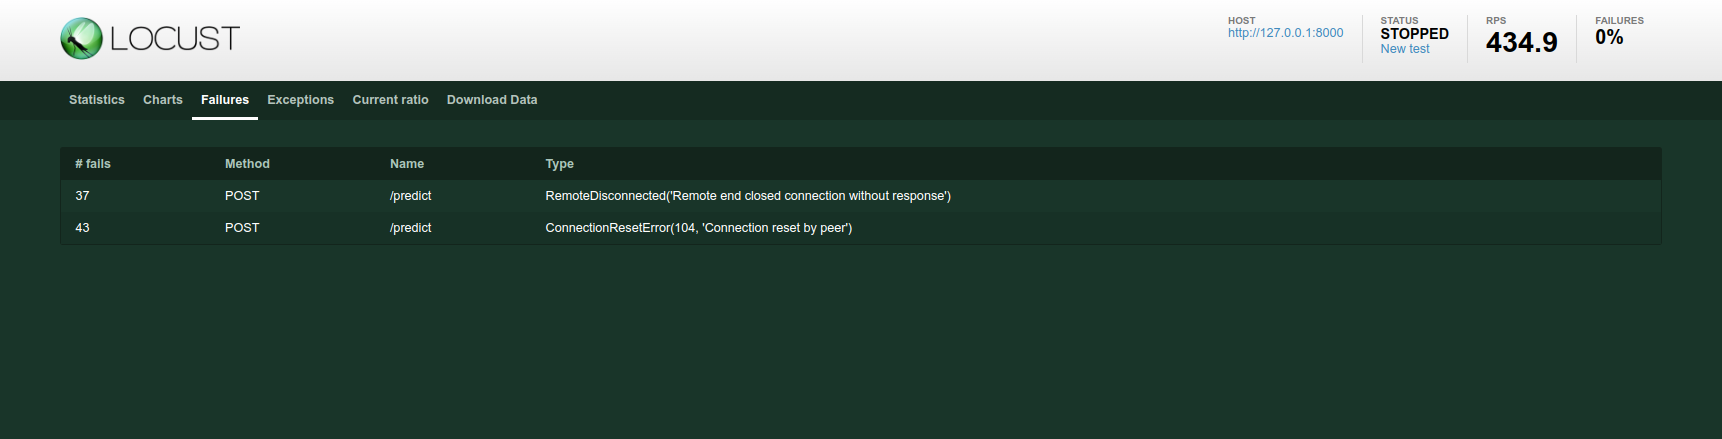 LOCUST
HOST
http://127.0.0.1:8000
STATUS
STOPPED
New test
RPS
434.9
FAILURES
0%
Statistics Charts Failures Exceptions Current ratio Download Data
# fails Method Name Type
37 POST /predict RemoteDisconnected('Remote end closed connection without response')
43 POST /predict ConnectionResetError(104, 'Connection reset by peer')